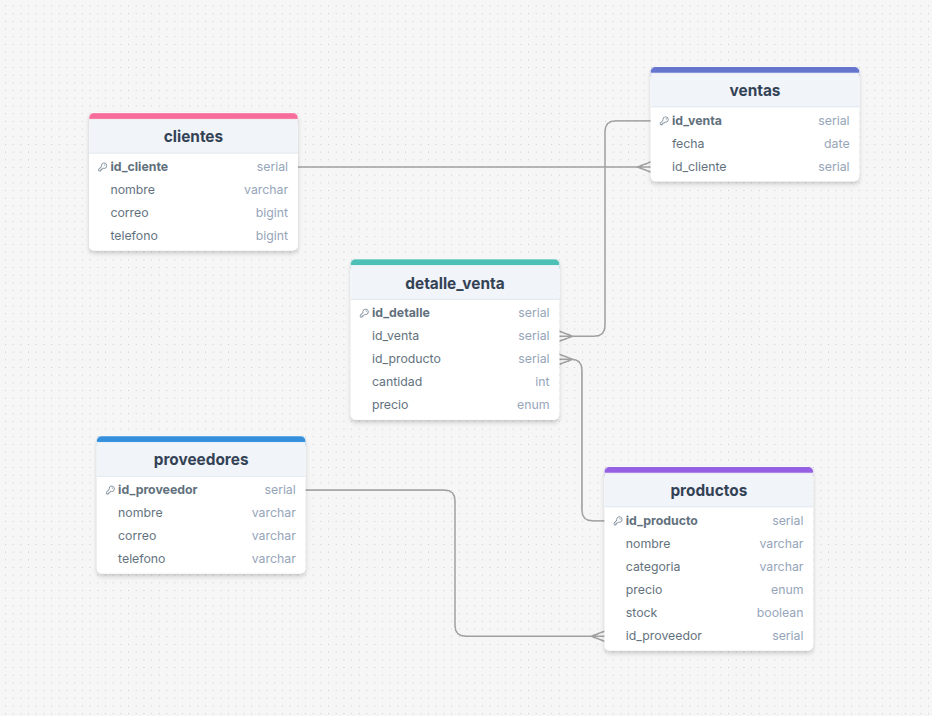 ventas
id_venta serial
fecha date
id_cliente serial
clientes
id_cliente serial
nombre varchar
correo bigint
telefono bigint
detalle_venta
id_detalle serial
id_venta serial
id_producto serial
cantidad int
precio enum
proveedores
id_proveedor serial
nombre varchar
correo varchar
telefono varchar
productos
id_producto serial
nombre varchar
categoria varchar
precio enum
stock boolean
id_proveedor serial